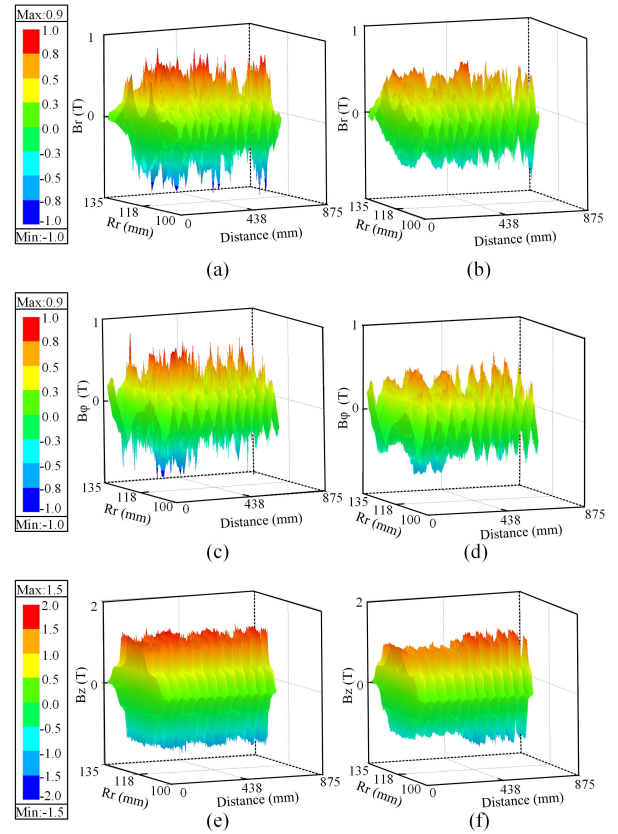 Max:0.9
1.0
0.8
0.5
0.3
0.0
-0.3
-0.5
-0.8
-1.0
Min:-1.0
1
0
Br (T)
135
118
100
Rr (mm)
0
438
875
Distance (mm)
(a)
1
0
Br (T)
135
118
100
Rr (mm)
0
438
875
Distance (mm)
(b)
Max:0.9
1.0
0.8
0.5
0.3
0.0
-0.3
-0.5
-0.8
-1.0
Min:-1.0
1
0
Bφ (T)
135
118
100
Rr (mm)
0
438
875
Distance (mm)
(c)
1
0
Bφ (T)
135
118
100
Rr (mm)
0
438
875
Distance (mm)
(d)
Max:1.5
2.0
1.5
1.0
0.5
0.0
-0.5
-1.0
-1.5
-2.0
Min:-1.5
2
0
Bz (T)
135
118
100
Rr (mm)
0
438
875
Distance (mm)
(e)
2
0
Bz (T)
135
118
100
Rr (mm)
0
438
875
Distance (mm)
(f)